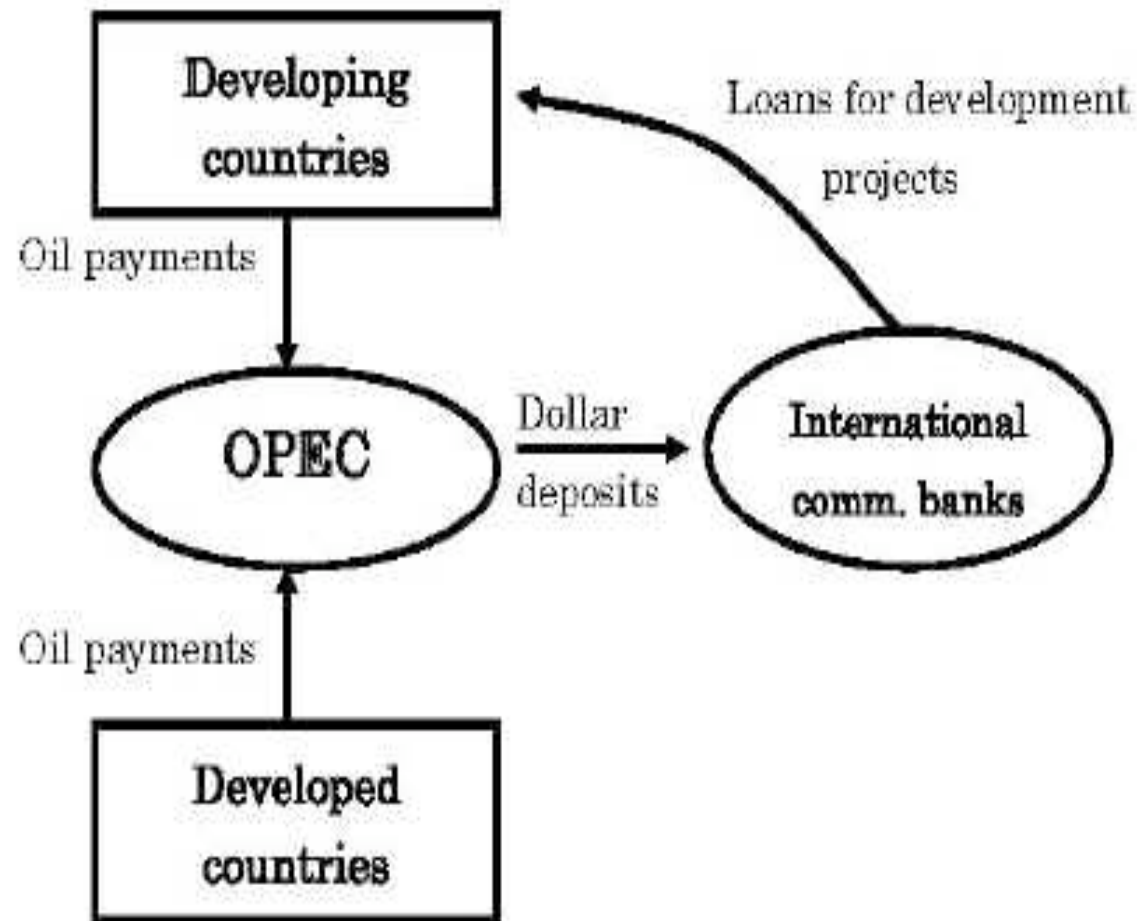 Developing
countries
Loans for development
projects
Oil payments
OPEC
Dollar
deposits
International
comm. banks
Oil payments
Developed
countries